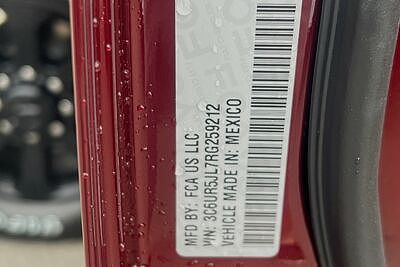 MFD BY: FCA US LLC
VIN: 3C6UR5JL7RG259212
VEHICLE MADE IN: MEXICO